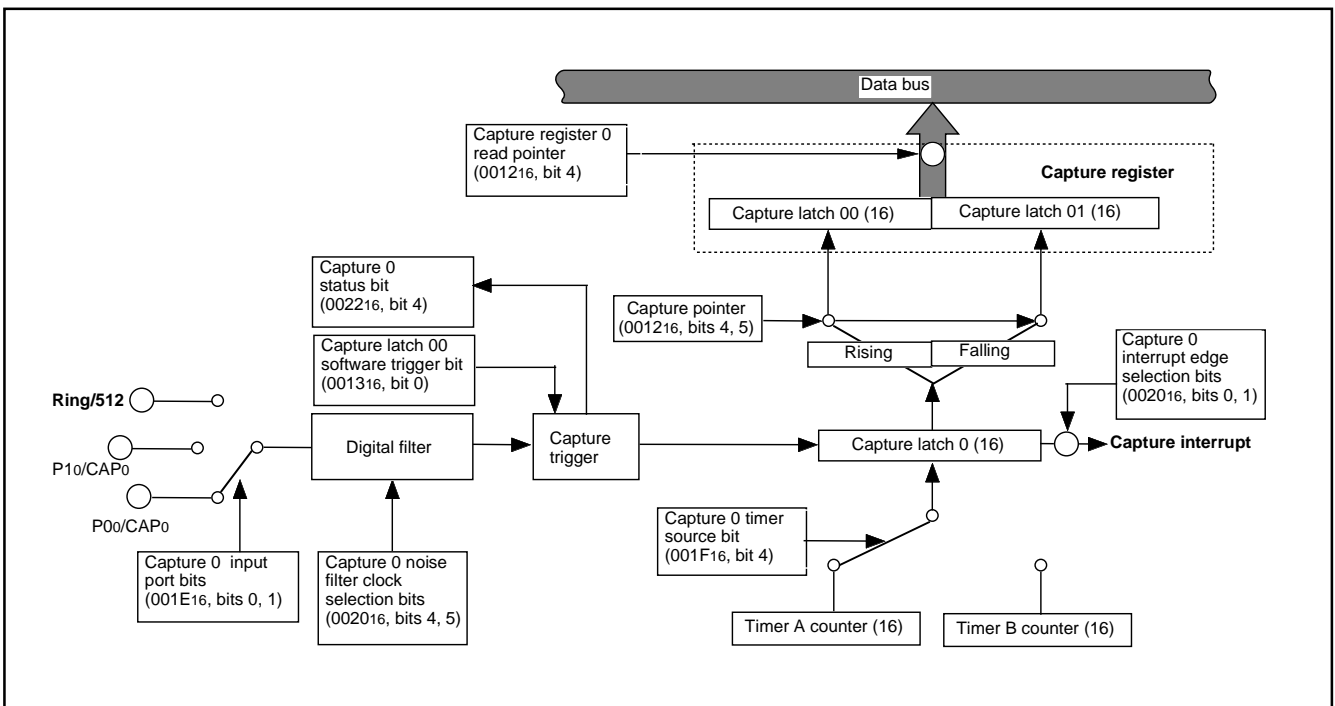 Data bus
Capture register 0
read pointer
(001216, bit 4)
Capture register
Capture latch 00 (16)
Capture latch 01 (16)
Capture 0
status bit
(002216, bit 4)
Capture pointer
(001216, bits 4, 5)
Capture latch 00
software trigger bit
(001316, bit 0)
Rising
Falling
Capture 0
interrupt edge
selection bits
(002016, bits 0, 1)
Ring/512
P10/CAP0
P00/CAP0
Digital filter
Capture
trigger
Capture latch 0 (16)
Capture interrupt
Capture 0 timer
source bit
(001F16, bit 4)
Capture 0 input
port bits
(001E16, bits 0, 1)
Capture 0 noise
filter clock
selection bits
(002016, bits 4, 5)
Timer A counter (16)
Timer B counter (16)